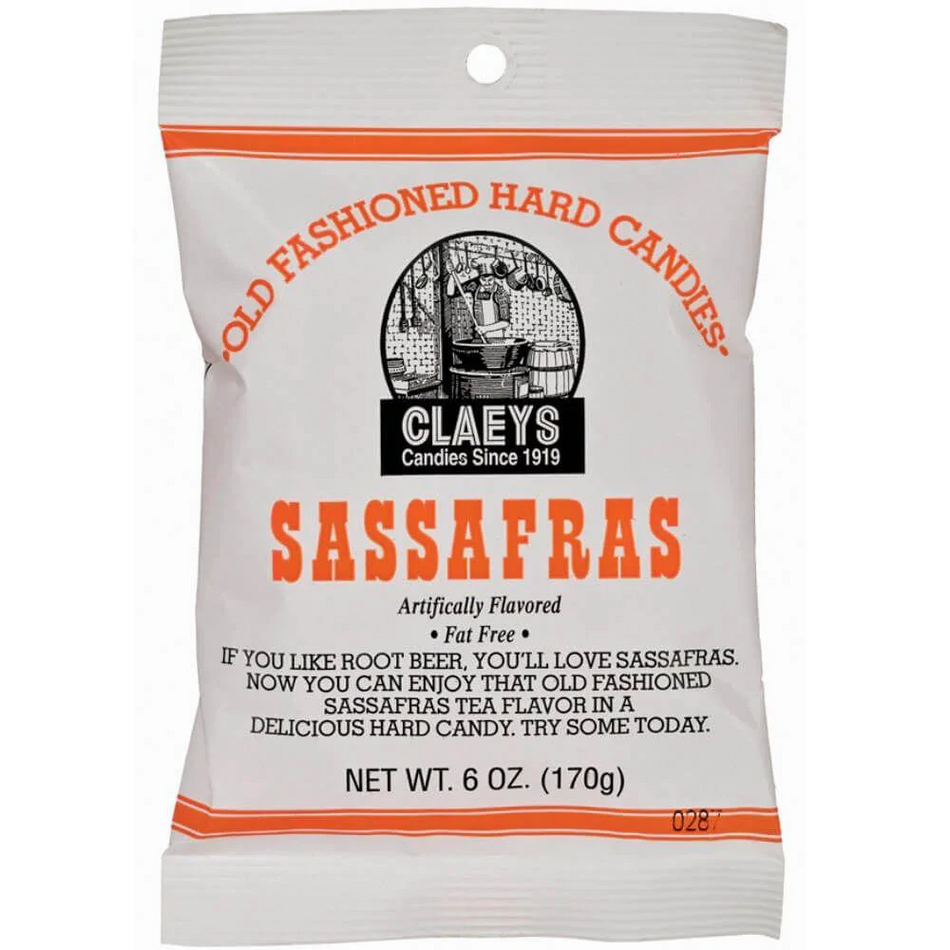 •OLD FASHIONED HARD CANDIES•
CLAEYS
Candies Since 1919
SASSAFRAS
Artifically Flavored
• Fat Free •
IF YOU LIKE ROOT BEER, YOU'LL LOVE SASSAFRAS.
NOW YOU CAN ENJOY THAT OLD FASHIONED
SASSAFRAS TEA FLAVOR IN A
DELICIOUS HARD CANDY. TRY SOME TODAY.
NET WT. 6 OZ. (170g)